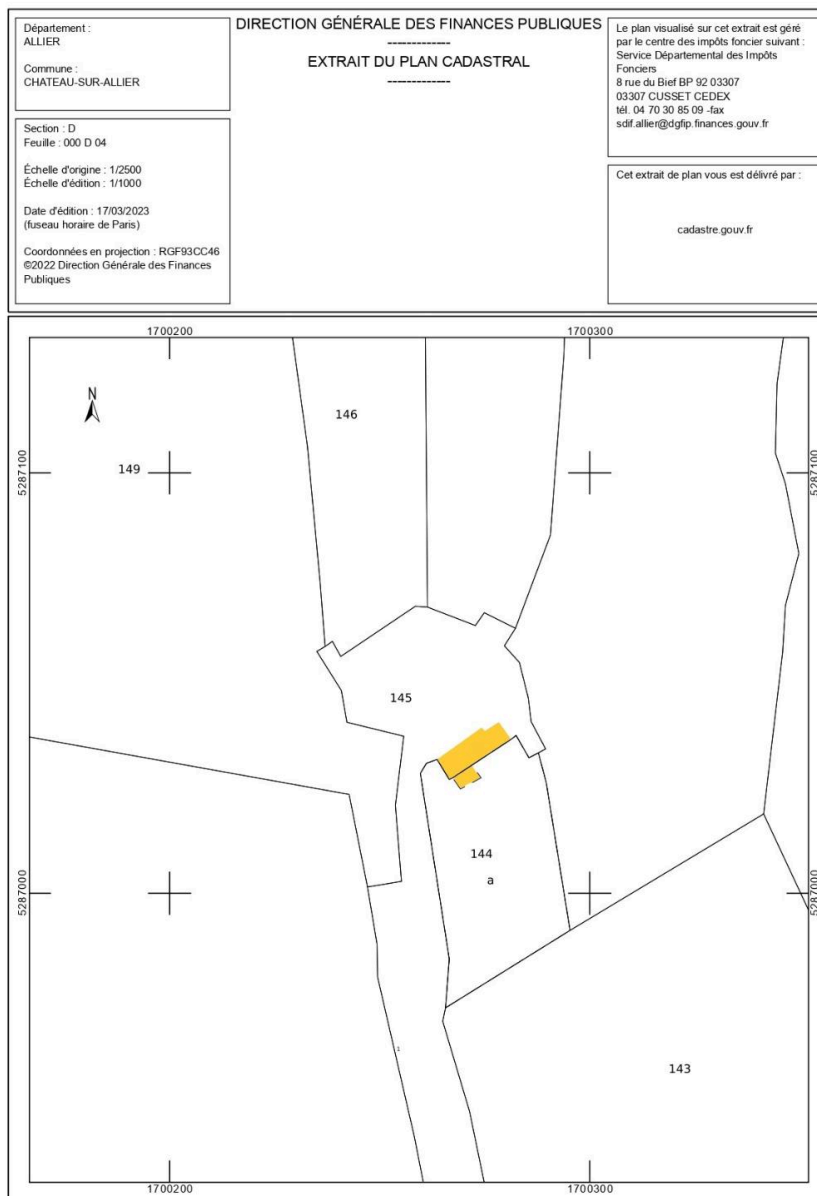 Département :
ALLIER
Commune :
CHATEAU-SUR-ALLIER
Section : D
Feuille : 000 D 04
Échelle d'origine : 1/2500
Échelle d'édition : 1/1000
Date d'édition : 17/03/2023
(fuseau horaire de Paris)
Coordonnées en projection : RGF93CC46
©2022 Direction Générale des Finances
Publiques
DIRECTION GÉNÉRALE DES FINANCES PUBLIQUES
-------------
EXTRAIT DU PLAN CADASTRAL
-------------
Le plan visualisé sur cet extrait est géré
par le centre des impôts foncier suivant :
Service Départemental des Impôts
Fonciers
8 rue du Bief BP 92 03307
03307 CUSSET CEDEX
tél. 04 70 30 85 09 -fax
sdif.allier@dgfip.finances.gouv.fr
Cet extrait de plan vous est délivré par :
cadastre.gouv.fr
1700200
1700300
N
146
149
5287100
5287100
145
144
a
5287000
5287000
143
1700200
1700300